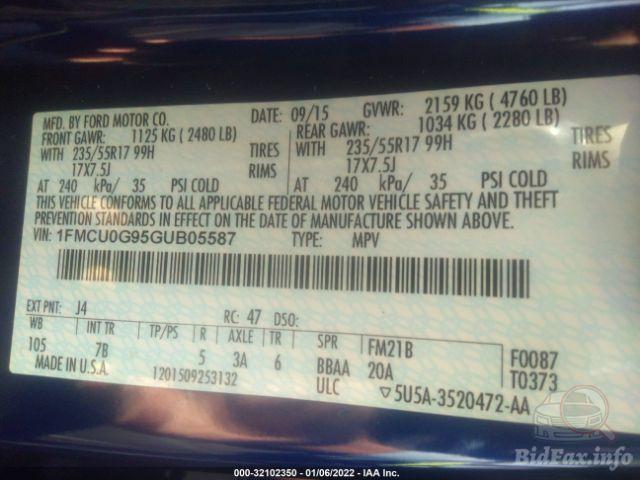 MFD. BY FORD MOTOR CO. DATE: 09/15 GVWR: 2159 KG ( 4760 LB)
FRONT GAWR: 1125 KG ( 2480 LB) REAR GAWR: 1034 KG ( 2280 LB)
WITH 235/55R17 99H TIRES WITH 235/55R17 99H TIRES
17X7.5J RIMS 17X7.5J RIMS
AT 240 kPa/ 35 PSI COLD AT 240 kPa/ 35 PSI COLD
THIS VEHICLE CONFORMS TO ALL APPLICABLE FEDERAL MOTOR VEHICLE SAFETY AND THEFT
PREVENTION STANDARDS IN EFFECT ON THE DATE OF MANUFACTURE SHOWN ABOVE.
VIN: 1FMCU0G95GUB05587 TYPE: MPV
EXT PNT: J4 RC: 47 DSO:
WB INT TR TP/PS R AXLE TR SPR FM21B F0087
105 7B 5 3A 6 BBAA 20A T0373
MADE IN U.S.A. 1201509253132 ULC ▽5U5A-3520472-AA
BidFax.info
000-32102350 - 01/06/2022 - IAA Inc.